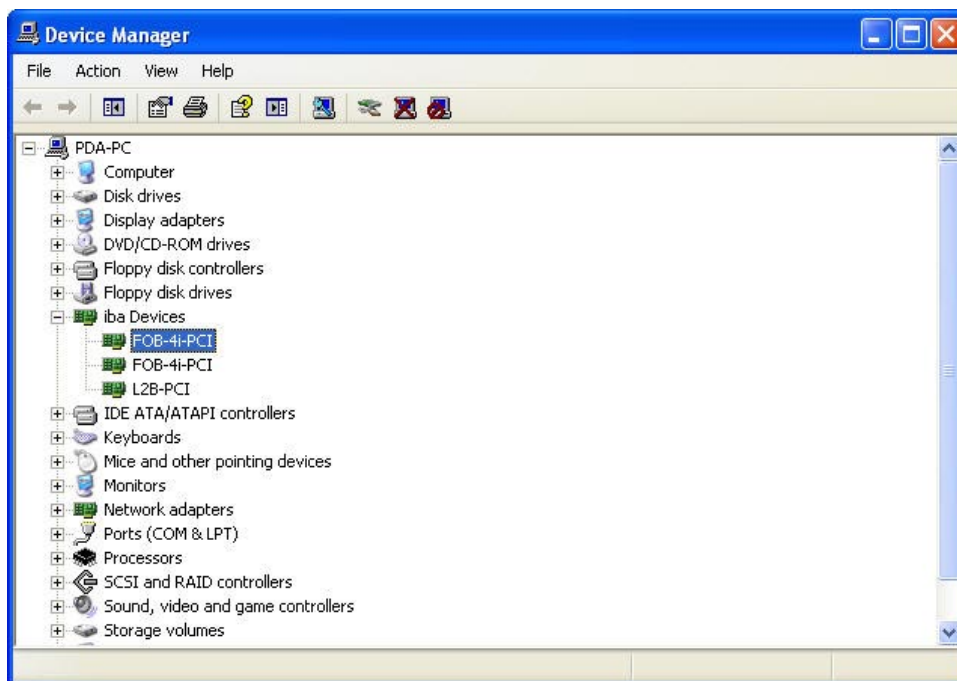 Device Manager
File Action View Help
PDA-PC
Computer
Disk drives
Display adapters
DVD/CD-ROM drives
Floppy disk controllers
Floppy disk drives
iba Devices
FOB-4i-PCI
FOB-4i-PCI
L2B-PCI
IDE ATA/ATAPI controllers
Keyboards
Mice and other pointing devices
Monitors
Network adapters
Ports (COM & LPT)
Processors
SCSI and RAID controllers
Sound, video and game controllers
Storage volumes